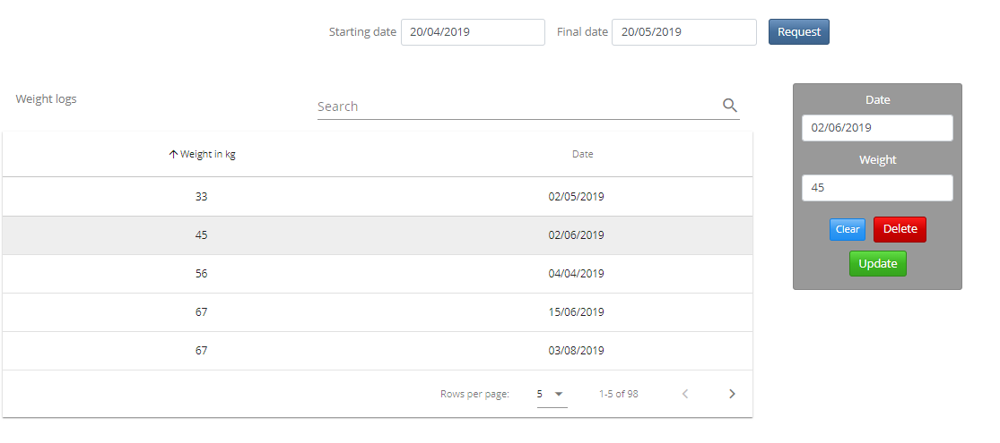 Starting date 20/04/2019 Final date 20/05/2019 Request
Weight logs
Search
Weight in kg Date
33 02/05/2019
45 02/06/2019
56 04/04/2019
67 15/06/2019
67 03/08/2019
Rows per page: 5 1-5 of 98
Date
02/06/2019
Weight
45
Clear Delete
Update